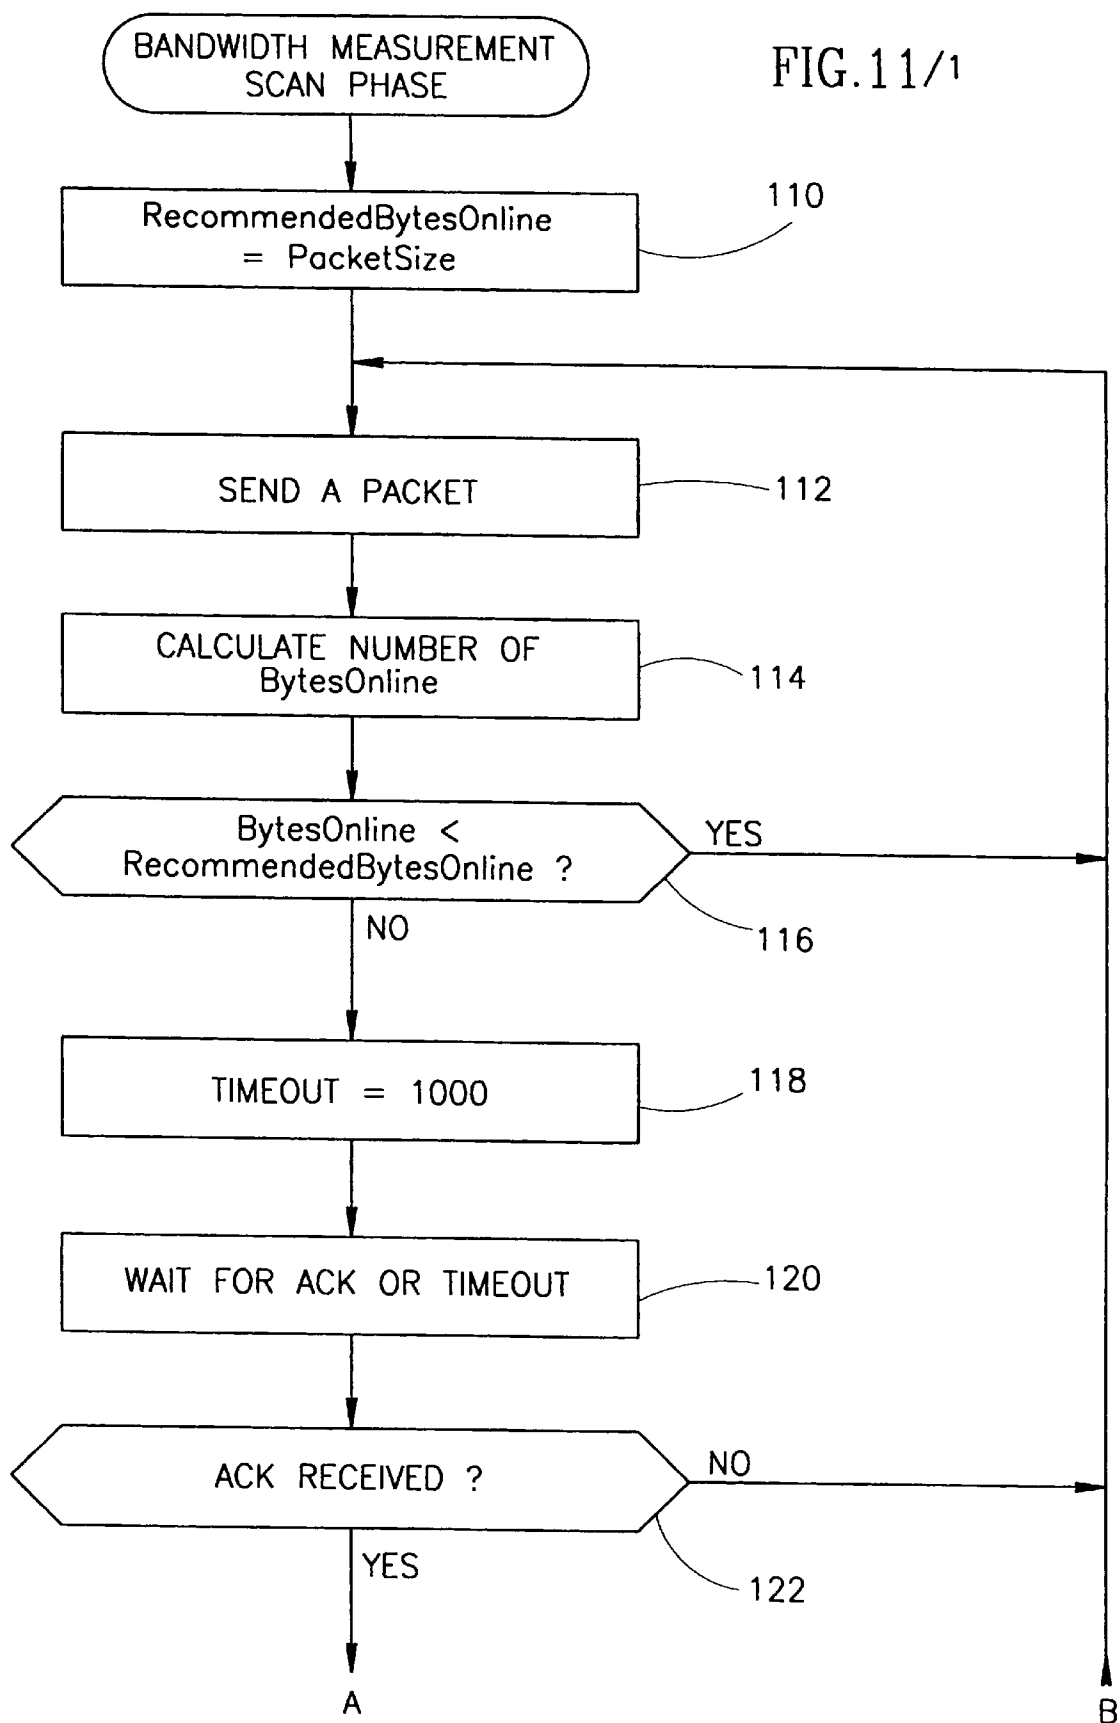 BANDWIDTH MEASUREMENT
SCAN PHASE
FIG.11/1
RecommendedBytesOnline
= PacketSize
110
SEND A PACKET
112
CALCULATE NUMBER OF
BytesOnline
114
BytesOnline <
RecommendedBytesOnline ?
YES
116
NO
TIMEOUT = 1000
118
WAIT FOR ACK OR TIMEOUT
120
ACK RECEIVED ?
NO
122
YES
A
B